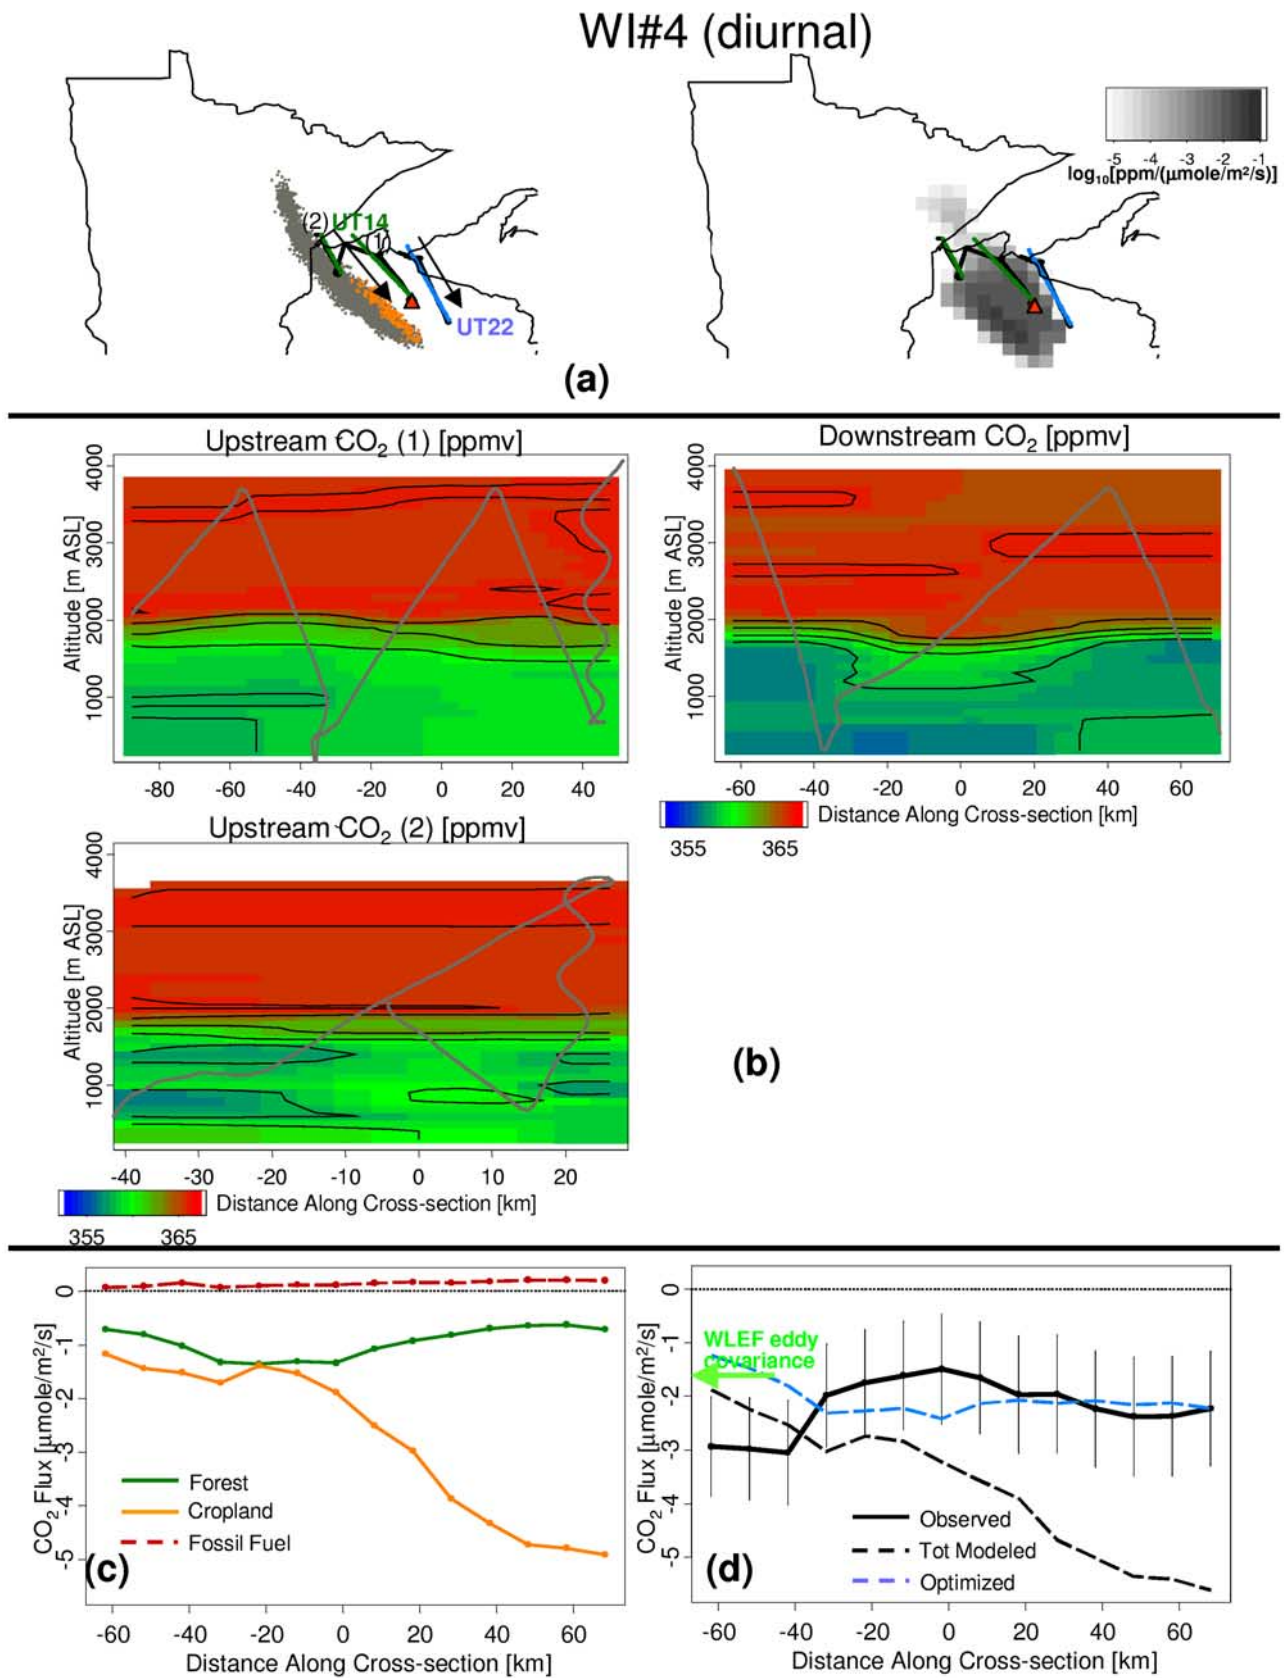 WI#4 (diurnal)
(2) UT14
(1)
UT22
-5 -4 -3 -2 -1
log₁₀[ppm/(μmole/m²/s)]
(a)
Upstream CO₂ (1) [ppmv]
Altitude [m ASL]
4000
3000
2000
1000
-80 -60 -40 -20 0 20 40
Downstream CO₂ [ppmv]
Altitude [m ASL]
4000
3000
2000
1000
-60 -40 -20 0 20 40 60
Distance Along Cross-section [km]
355 365
Upstream CO₂ (2) [ppmv]
Altitude [m ASL]
4000
3000
2000
1000
-40 -30 -20 -10 0 10 20
Distance Along Cross-section [km]
355 365
(b)
CO₂ Flux [μmole/m²/s]
0
-1
-2
-3
-4
-5
Forest
Cropland
Fossil Fuel
(c)
-60 -40 -20 0 20 40 60
Distance Along Cross-section [km]
CO₂ Flux [μmole/m²/s]
0
-1
-2
-3
-4
-5
WLEF eddy
covariance
Observed
Tot Modeled
Optimized
(d)
-60 -40 -20 0 20 40 60
Distance Along Cross-section [km]